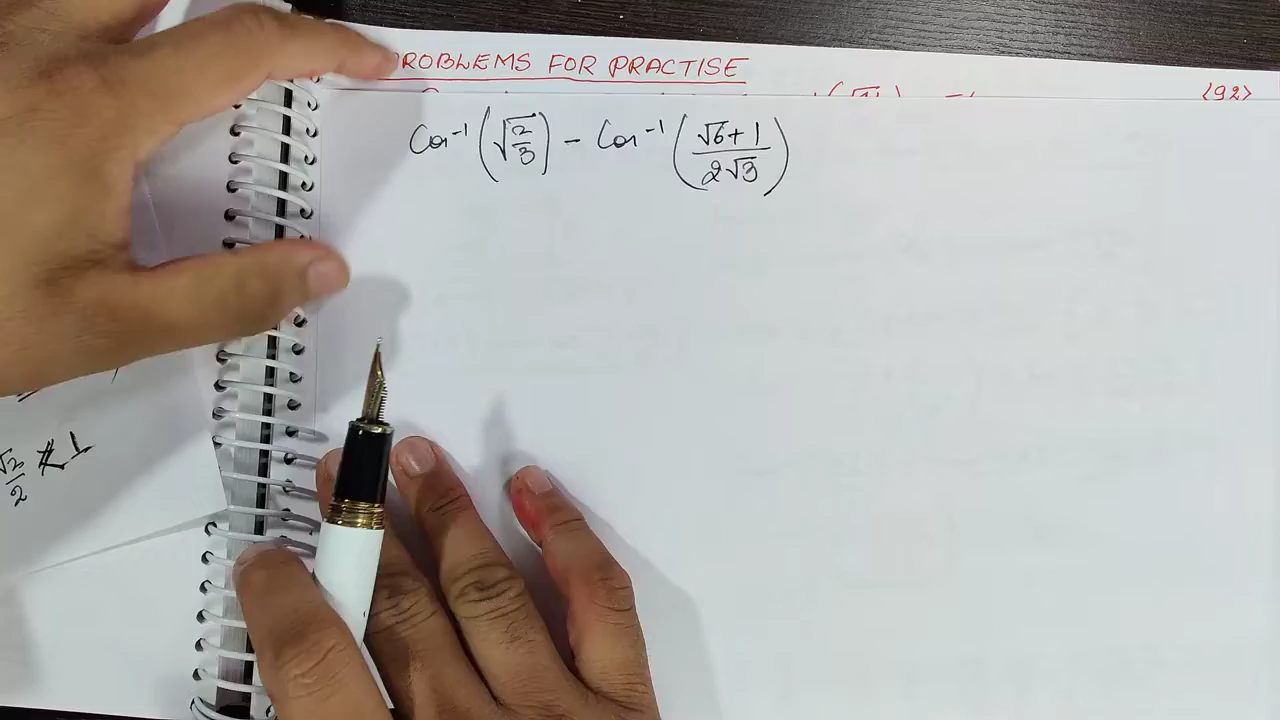 PROBLEMS FOR PRACTISE
<92>
Cos⁻¹(√(2/3)) − Cos⁻¹((√6+1)/(2√3))